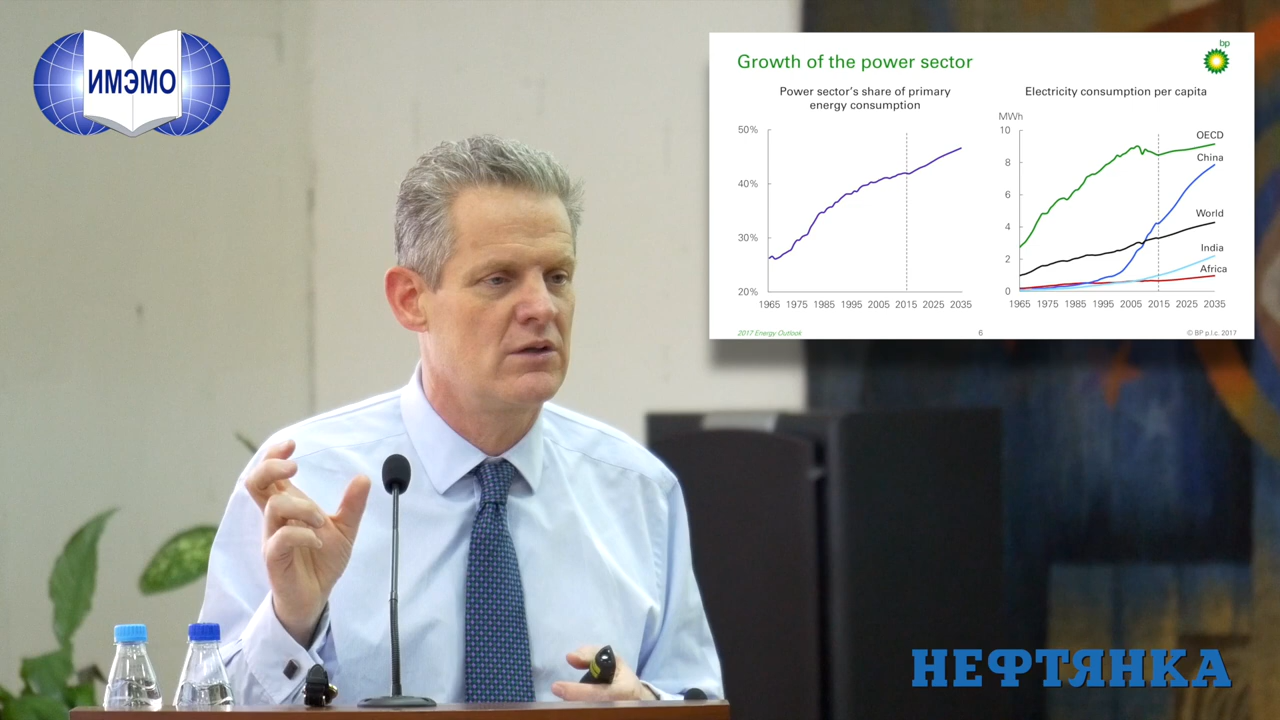 ИМЭМО
bp
Growth of the power sector
Power sector's share of primary
energy consumption
50%
40%
30%
20%
1965 1975 1985 1995 2005 2015 2025 2035
Electricity consumption per capita
MWh
10
8
6
4
2
0
OECD
China
World
India
Africa
1965 1975 1985 1995 2005 2015 2025 2035
2017 Energy Outlook
6
© BP p.l.c. 2017
НЕФТЯНКА